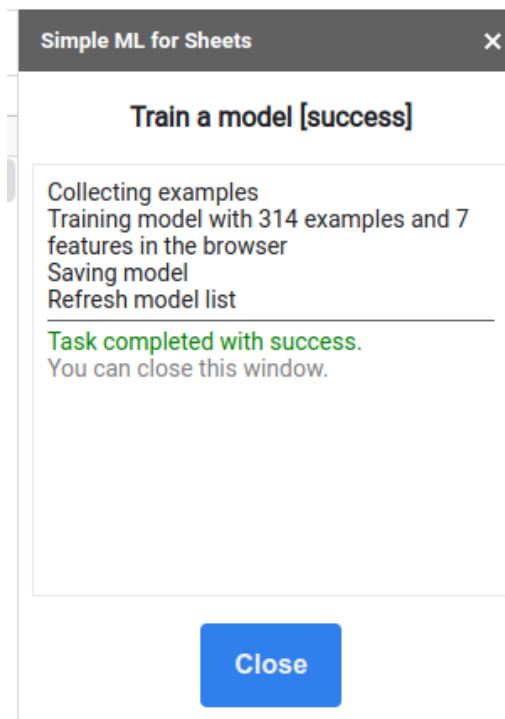 Simple ML for Sheets ×
Train a model [success]
Collecting examples
Training model with 314 examples and 7
features in the browser
Saving model
Refresh model list
Task completed with success.
You can close this window.
Close